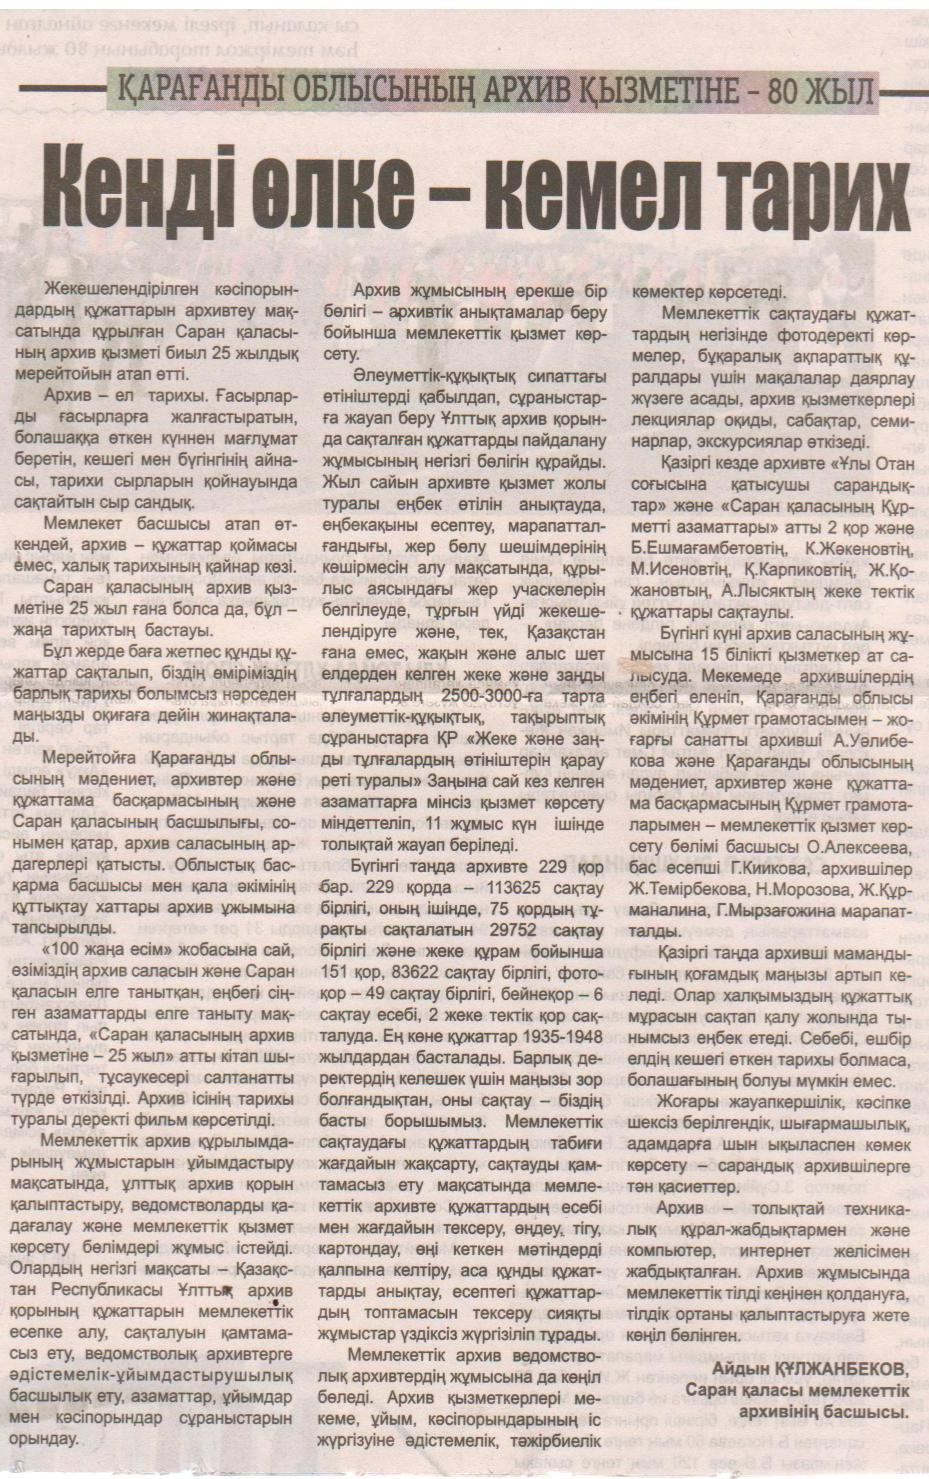 ҚАРАҒАНДЫ ОБЛЫСЫНЫҢ АРХИВ ҚЫЗМЕТІНЕ – 80 ЖЫЛ
Кенді өлке – кемел тарих
Жекешелендірілген кәсіпорын-
дардың құжаттарын архивтеу мақ-
сатында құрылған Саран қаласы-
ның архив қызметі биыл 25 жылдық
мерейтойын атап өтті.
Архив – ел тарихы. Ғасырлар-
ды ғасырларға жалғастыратын,
болашаққа өткен күннен мағлұмат
беретін, кешегі мен бүгінгінің айна-
сы, тарихи сырларын қойнауында
сақтайтын сыр сандық.
Мемлекет басшысы атап өт-
кендей, архив – құжаттар қоймасы
емес, халық тарихының қайнар көзі.
Саран қаласының архив қыз-
метіне 25 жыл ғана болса да, бұл –
жаңа тарихтың бастауы.
Бұл жерде баға жетпес құнды құ-
жаттар сақталып, біздің өміріміздің
барлық тарихы болымсыз нәрседен
маңызды оқиғаға дейін жинақтала-
ды.
Мерейтойға Қарағанды облы-
сының мәдениет, архивтер және
құжаттама басқармасының және
Саран қаласының басшылығы, со-
нымен қатар, архив саласының ар-
дагерлері қатысты. Облыстық бас-
қарма басшысы мен қала әкімінің
құттықтау хаттары архив ұжымына
тапсырылды.
«100 жаңа есім» жобасына сай,
өзіміздің архив саласын және Саран
қаласын елге танытқан, еңбегі сің-
ген азаматтарды елге таныту мақ-
сатында, «Саран қаласының архив
қызметіне – 25 жыл» атты кітап шы-
ғарылып, тұсаукесері салтанатты
түрде өткізілді. Архив ісінің тарихы
туралы деректі фильм көрсетілді.
Мемлекеттік архив құрылымда-
рының жұмыстарын ұйымдастыру
мақсатында, ұлттық архив қорын
қалыптастыру, ведомстволарды қа-
дағалау және мемлекеттік қызмет
көрсету бөлімдері жұмыс істейді.
Олардың негізгі мақсаты – Қазақс-
тан Республикасы Ұлттық архив
қорының құжаттарын мемлекеттік
есепке алу, сақталуын қамтама-
сыз ету, ведомстволық архивтерге
әдістемелік-ұйымдастырушылық
басшылық ету, азаматтар, ұйымдар
мен кәсіпорындар сұраныстарын
орындау.
Архив жұмысының ерекше бір
бөлігі – архивтік анықтамалар беру
бойынша мемлекеттік қызмет көр-
сету.
Әлеуметтік-құқықтық сипаттағы
өтініштерді қабылдап, сұраныстар-
ға жауап беру Ұлттық архив қорын-
да сақталған құжаттарды пайдалану
жұмысының негізгі бөлігін құрайды.
Жыл сайын архивте қызмет жолы
туралы еңбек өтілін анықтауда,
еңбекақыны есептеу, марапаттал-
ғандығы, жер бөлу шешімдерінің
көшірмесін алу мақсатында, құры-
лыс аясындағы жер учаскелерін
белгілеуде, тұрғын үйді жекеше-
лендіруге және, тек, Қазақстан
ғана емес, жақын және алыс шет
елдерден келген жеке және заңды
тұлғалардың 2500-3000-ға тарта
әлеуметтік-құқықтық, тақырыптық
сұраныстарға ҚР «Жеке және заң-
ды тұлғалардың өтініштерін қарау
реті туралы» Заңына сай кез келген
азаматтарға мінсіз қызмет көрсету
міндеттеліп, 11 жұмыс күн ішінде
толықтай жауап беріледі.
Бүгінгі таңда архивте 229 қор
бар. 229 қорда – 113625 сақтау
бірлігі, оның ішінде, 75 қордың тұ-
рақты сақталатын 29752 сақтау
бірлігі және жеке құрам бойынша
151 қор, 83622 сақтау бірлігі, фото-
қор – 49 сақтау бірлігі, бейнеқор – 6
сақтау есебі, 2 жеке тектік қор сақ-
талуда. Ең көне құжаттар 1935-1948
жылдардан басталады. Барлық де-
ректердің келешек үшін маңызы зор
болғандықтан, оны сақтау – біздің
басты борышымыз. Мемлекеттік
сақтаудағы құжаттардың табиғи
жағдайын жақсарту, сақтауды қам-
тамасыз ету мақсатында мемле-
кеттік архивте құжаттардың есебі
мен жағдайын тексеру, өңдеу, тігу,
картондау, өңі кеткен мәтіндерді
қалпына келтіру, аса құнды құжат-
тарды анықтау, есептегі құжаттар-
дың топтамасын тексеру сияқты
жұмыстар үздіксіз жүргізіліп тұрады.
Мемлекеттік архив ведомство-
лық архивтердің жұмысына да көңіл
бөледі. Архив қызметкерлері ме-
кеме, ұйым, кәсіпорындарының іс
жүргізуіне әдістемелік, тәжірбиелік
көмектер көрсетеді.
Мемлекеттік сақтаудағы құжат-
тардың негізінде фотодеректі көр-
мелер, бұқаралық ақпараттық құ-
ралдары үшін мақалалар даярлау
жүзеге асады, архив қызметкерлері
лекциялар оқиды, сабақтар, семи-
нарлар, экскурсиялар өткізеді.
Қазіргі кезде архивте «Ұлы Отан
соғысына қатысушы сарандық-
тар» және «Саран қаласының Құр-
метті азаматтары» атты 2 қор және
Б.Ешмағамбетовтің, К.Жәкеновтің,
М.Исеновтің, Қ.Карпиковтің, Ж.Қо-
жановтың, А.Лысяктың жеке тектік
құжаттары сақтаулы.
Бүгінгі күні архив саласының жұ-
мысына 15 білікті қызметкер ат са-
лысуда. Мекемеде архившілердің
еңбегі еленіп, Қарағанды облысы
әкімінің Құрмет грамотасымен – жо-
ғарғы санатты архивші А.Уәлибе-
кова және Қарағанды облысының
мәдениет, архивтер және құжатта-
ма басқармасының Құрмет грамота-
ларымен – мемлекеттік қызмет көр-
сету бөлімі басшысы О.Алексеева,
бас есепші Г.Киикова, архившілер
Ж.Темірбекова, Н.Морозова, Ж.Құр-
маналина, Г.Мырзағожина марапат-
талды.
Қазіргі таңда архивші маманды-
ғының қоғамдық маңызы артып ке-
леді. Олар халқымыздың құжаттық
мұрасын сақтап қалу жолында ты-
нымсыз еңбек етеді. Себебі, ешбір
елдің кешегі өткен тарихы болмаса,
болашағының болуы мүмкін емес.
Жоғары жауапкершілік, кәсіпке
шексіз берілгендік, шығармашылық,
адамдарға шын ықыласпен көмек
көрсету – сарандық архившілерге
тән қасиеттер.
Архив – толықтай техника-
лық құрал-жабдықтармен және
компьютер, интернет желісімен
жабдықталған. Архив жұмысында
мемлекеттік тілді кеңінен қолдануға,
тілдік ортаны қалыптастыруға жете
көңіл бөлінген.
Айдын ҚҰЛЖАНБЕКОВ,
Саран қаласы мемлекеттік
архивінің басшысы.